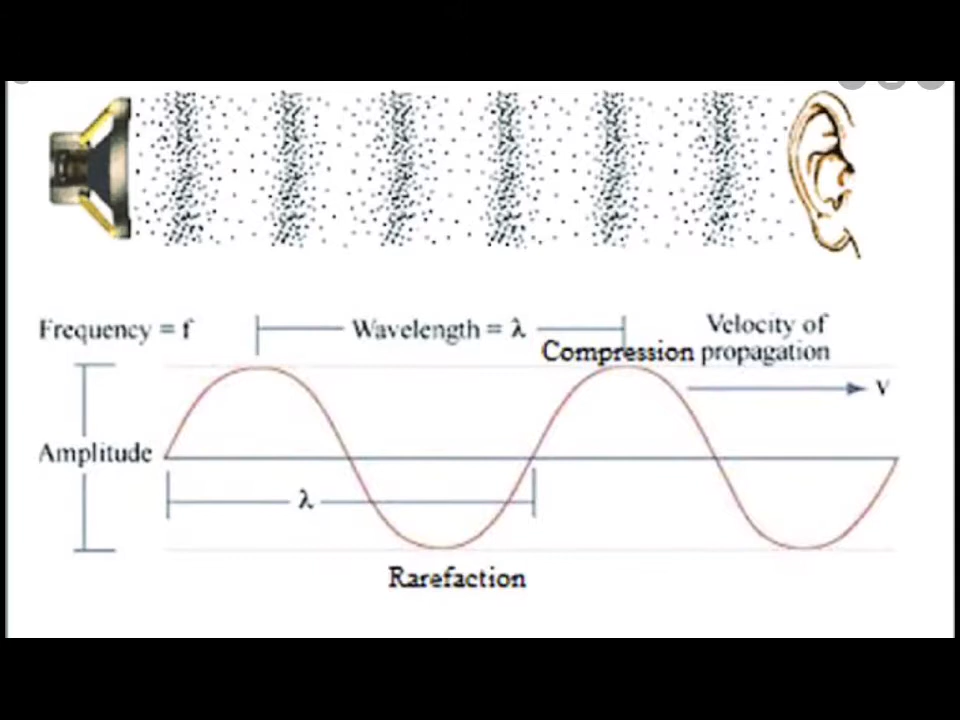 Frequency = f
Wavelength = λ
Velocity of
propagation
Compression
V
Amplitude
λ
Rarefaction